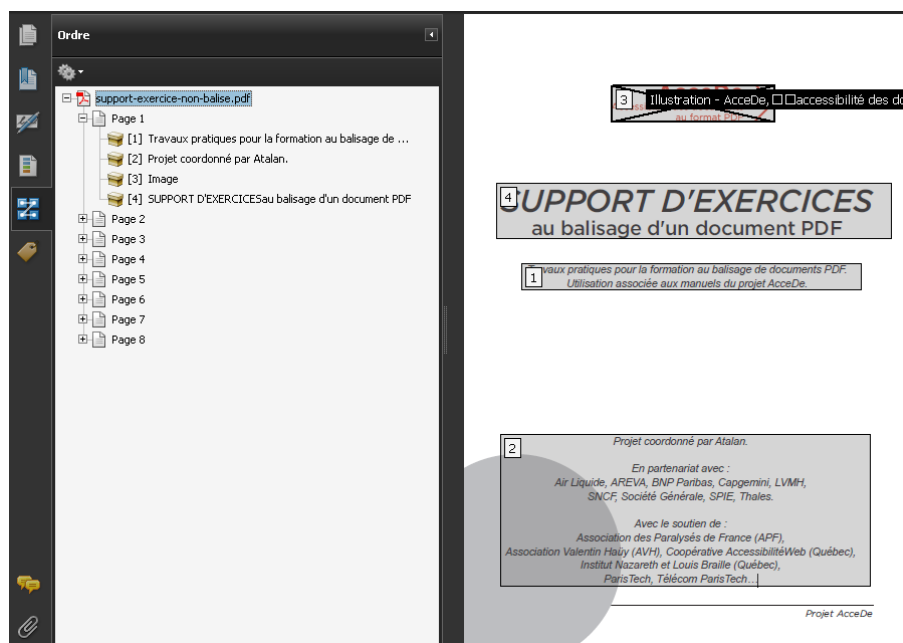 Ordre
support-exercice-non-balise.pdf
Page 1
[1] Travaux pratiques pour la formation au balisage de ...
[2] Projet coordonné par Atalan.
[3] Image
[4] SUPPORT D'EXERCICESau balisage d'un document PDF
Page 2
Page 3
Page 4
Page 5
Page 6
Page 7
Page 8
3
Illustration - AcceDe, □□accessibilité des do
au format PDF
4
SUPPORT D'EXERCICES
au balisage d'un document PDF
1
vaux pratiques pour la formation au balisage de documents PDF.
Utilisation associée aux manuels du projet AcceDe.
2
Projet coordonné par Atalan.
En partenariat avec :
Air Liquide, AREVA, BNP Paribas, Capgemini, LVMH,
SNCF, Société Générale, SPIE, Thales.
Avec le soutien de :
Association des Paralysés de France (APF),
Association Valentin Haüy (AVH), Coopérative AccessibilitéWeb (Québec),
Institut Nazareth et Louis Braille (Québec),
ParisTech, Télécom ParisTech...
Projet AcceDe